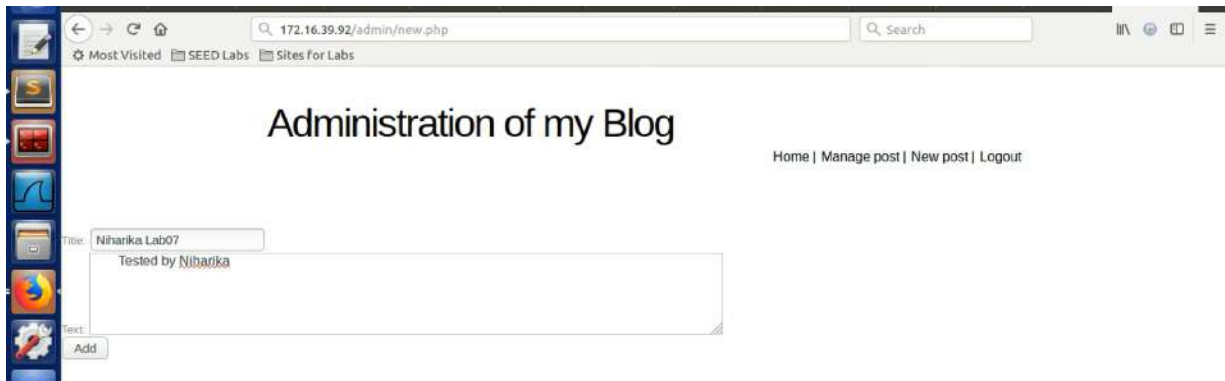 172.16.39.92/admin/new.php
Search
Most Visited SEED Labs Sites for Labs
Administration of my Blog
Home | Manage post | New post | Logout
Title: Niharika Lab07
Tested by Niharika
Text:
Add